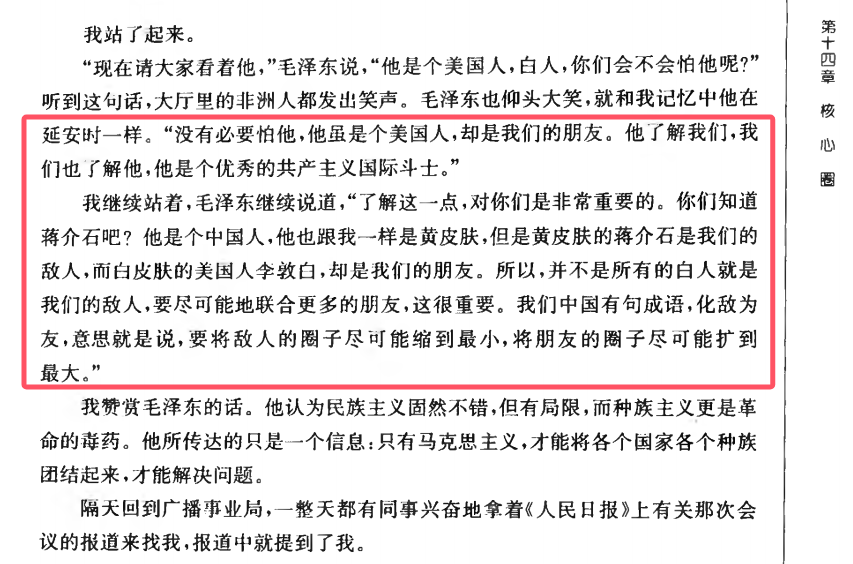 我站了起来。
“现在请大家看着他,”毛泽东说,“他是个美国人,白人,你们会不会怕他呢?”
听到这句话,大厅里的非洲人都发出笑声。毛泽东也仰头大笑,就和我记忆中他在
延安时一样。“没有必要怕他,他虽是个美国人,却是我们的朋友。他了解我们,我
们也了解他,他是个优秀的共产主义国际斗士。”
我继续站着,毛泽东继续说道,“了解这一点,对你们是非常重要的。你们知道
蒋介石吧?他是个中国人,他也跟我一样是黄皮肤,但是黄皮肤的蒋介石是我们的
敌人,而白皮肤的美国人李敦白,却是我们的朋友。所以,并不是所有的白人就是
我们的敌人,要尽可能地联合更多的朋友,这很重要。我们中国有句成语,化敌为
友,意思就是说,要将敌人的圈子尽可能缩到最小,将朋友的圈子尽可能扩到
最大。”
我赞赏毛泽东的话。他认为民族主义固然不错,但有局限,而种族主义更是革
命的毒药。他所传达的只是一个信息:只有马克思主义,才能将各个国家各个种族
团结起来,才能解决问题。
隔天回到广播事业局,一整天都有同事兴奋地拿着《人民日报》上有关那次会
议的报道来找我,报道中就提到了我。
第十四章 核心圈